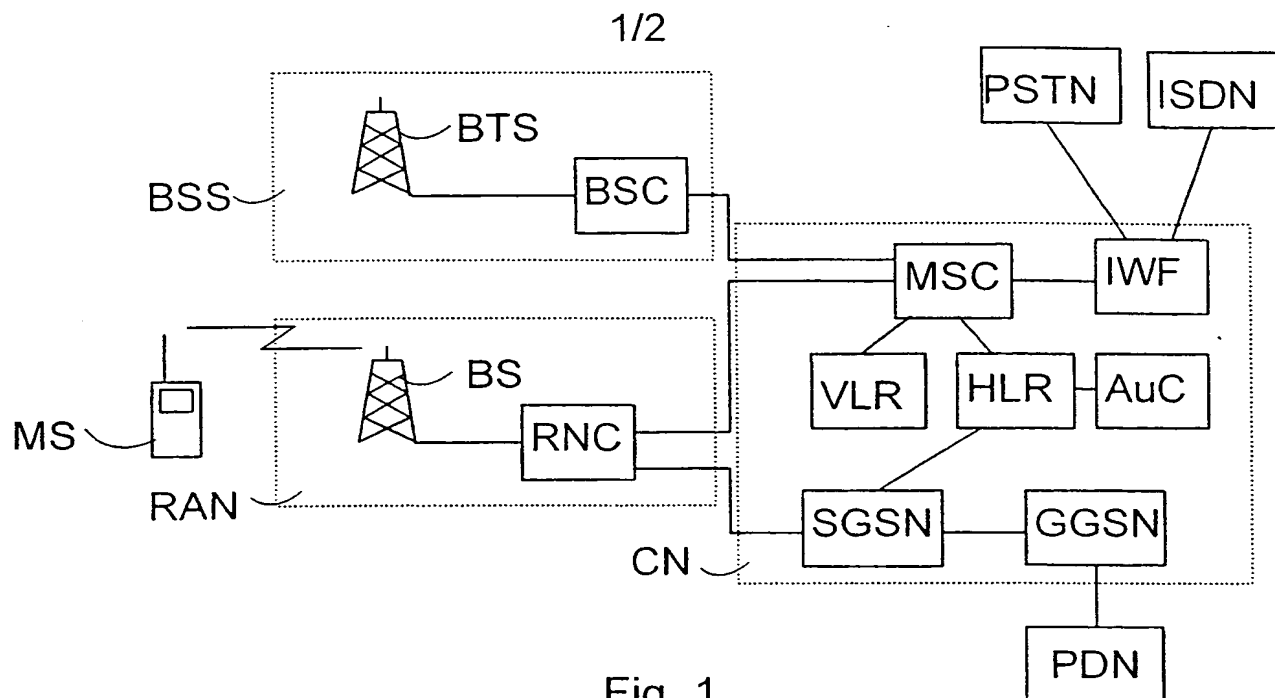 1/2
PSTN
ISDN
BTS
BSS
BSC
MSC
IWF
BS
VLR
HLR
AuC
MS
RNC
RAN
SGSN
GGSN
CN
PDN
Fig. 1